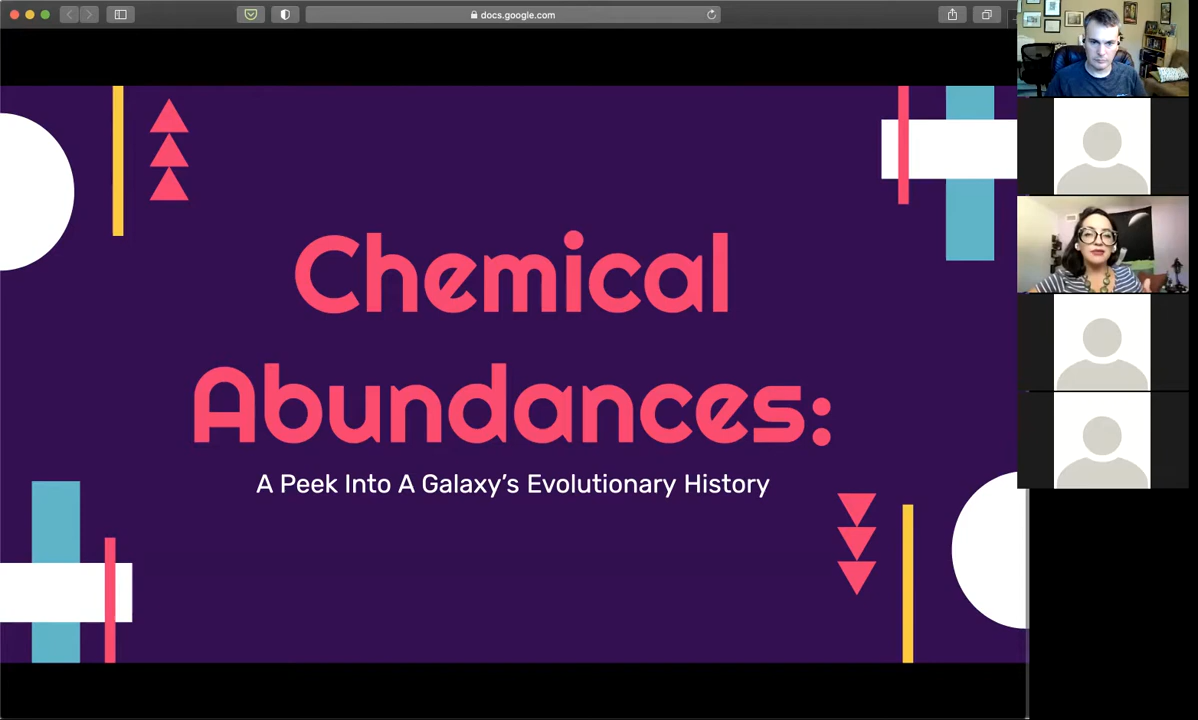 docs.google.com
Chemical
Abundances:
A Peek Into A Galaxy's Evolutionary History